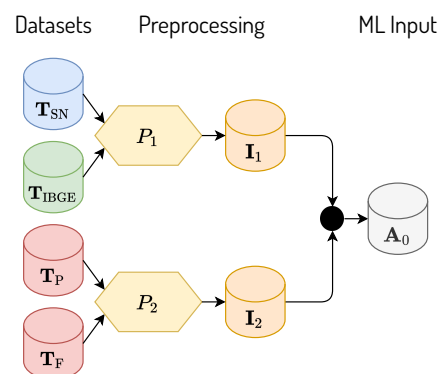 Datasets Preprocessing ML Input
T_SN
P_1
I_1
T_IBGE
A_0
T_P
P_2
I_2
T_F